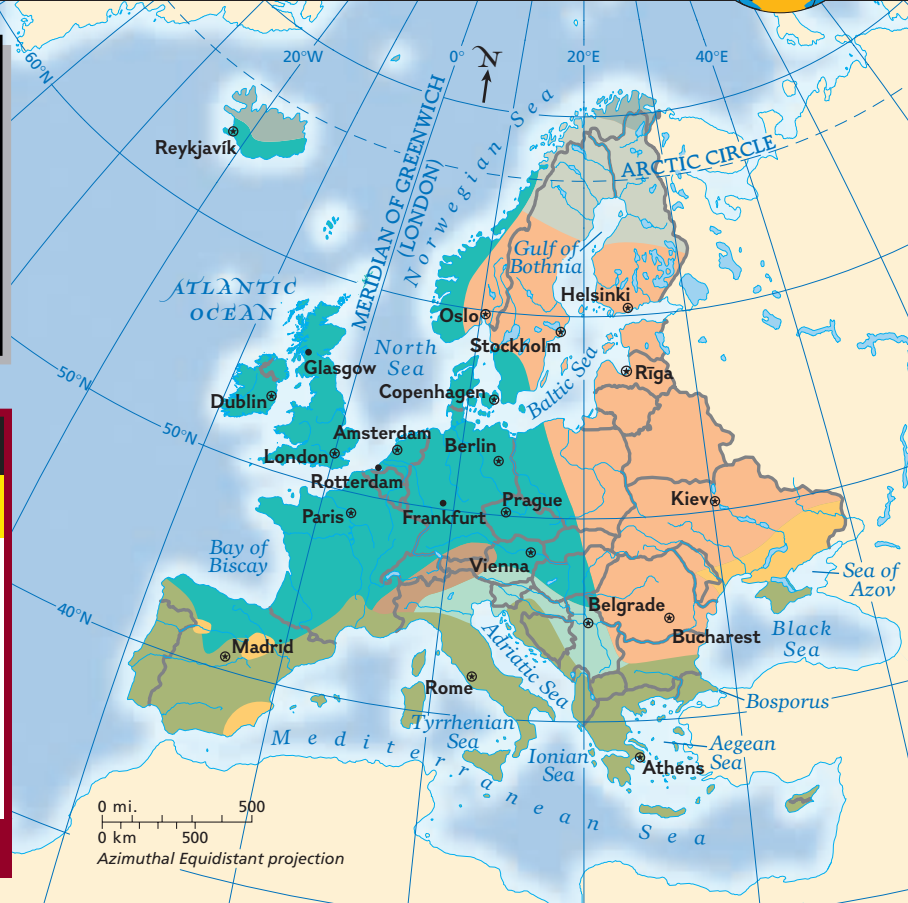 60°N
20°W
0°
N
20°E
40°E
Reykjavík
MERIDIAN OF GREENWICH
(LONDON)
Norwegian Sea
ARCTIC CIRCLE
Gulf of
Bothnia
ATLANTIC
OCEAN
Helsinki
Oslo
Stockholm
North
Sea
Glasgow
Rīga
50°N
Dublin
Copenhagen
Baltic Sea
50°N
Amsterdam
London
Berlin
Rotterdam
Paris
Frankfurt
Prague
Kiev
Bay of
Biscay
Vienna
Sea of
Azov
40°N
Belgrade
Madrid
Bucharest
Black
Sea
Adriatic Sea
Rome
Bosporus
Tyrrhenian
Sea
Ionian
Sea
Aegean
Sea
Athens
Mediterranean Sea
0 mi. 500
0 km 500
Azimuthal Equidistant projection